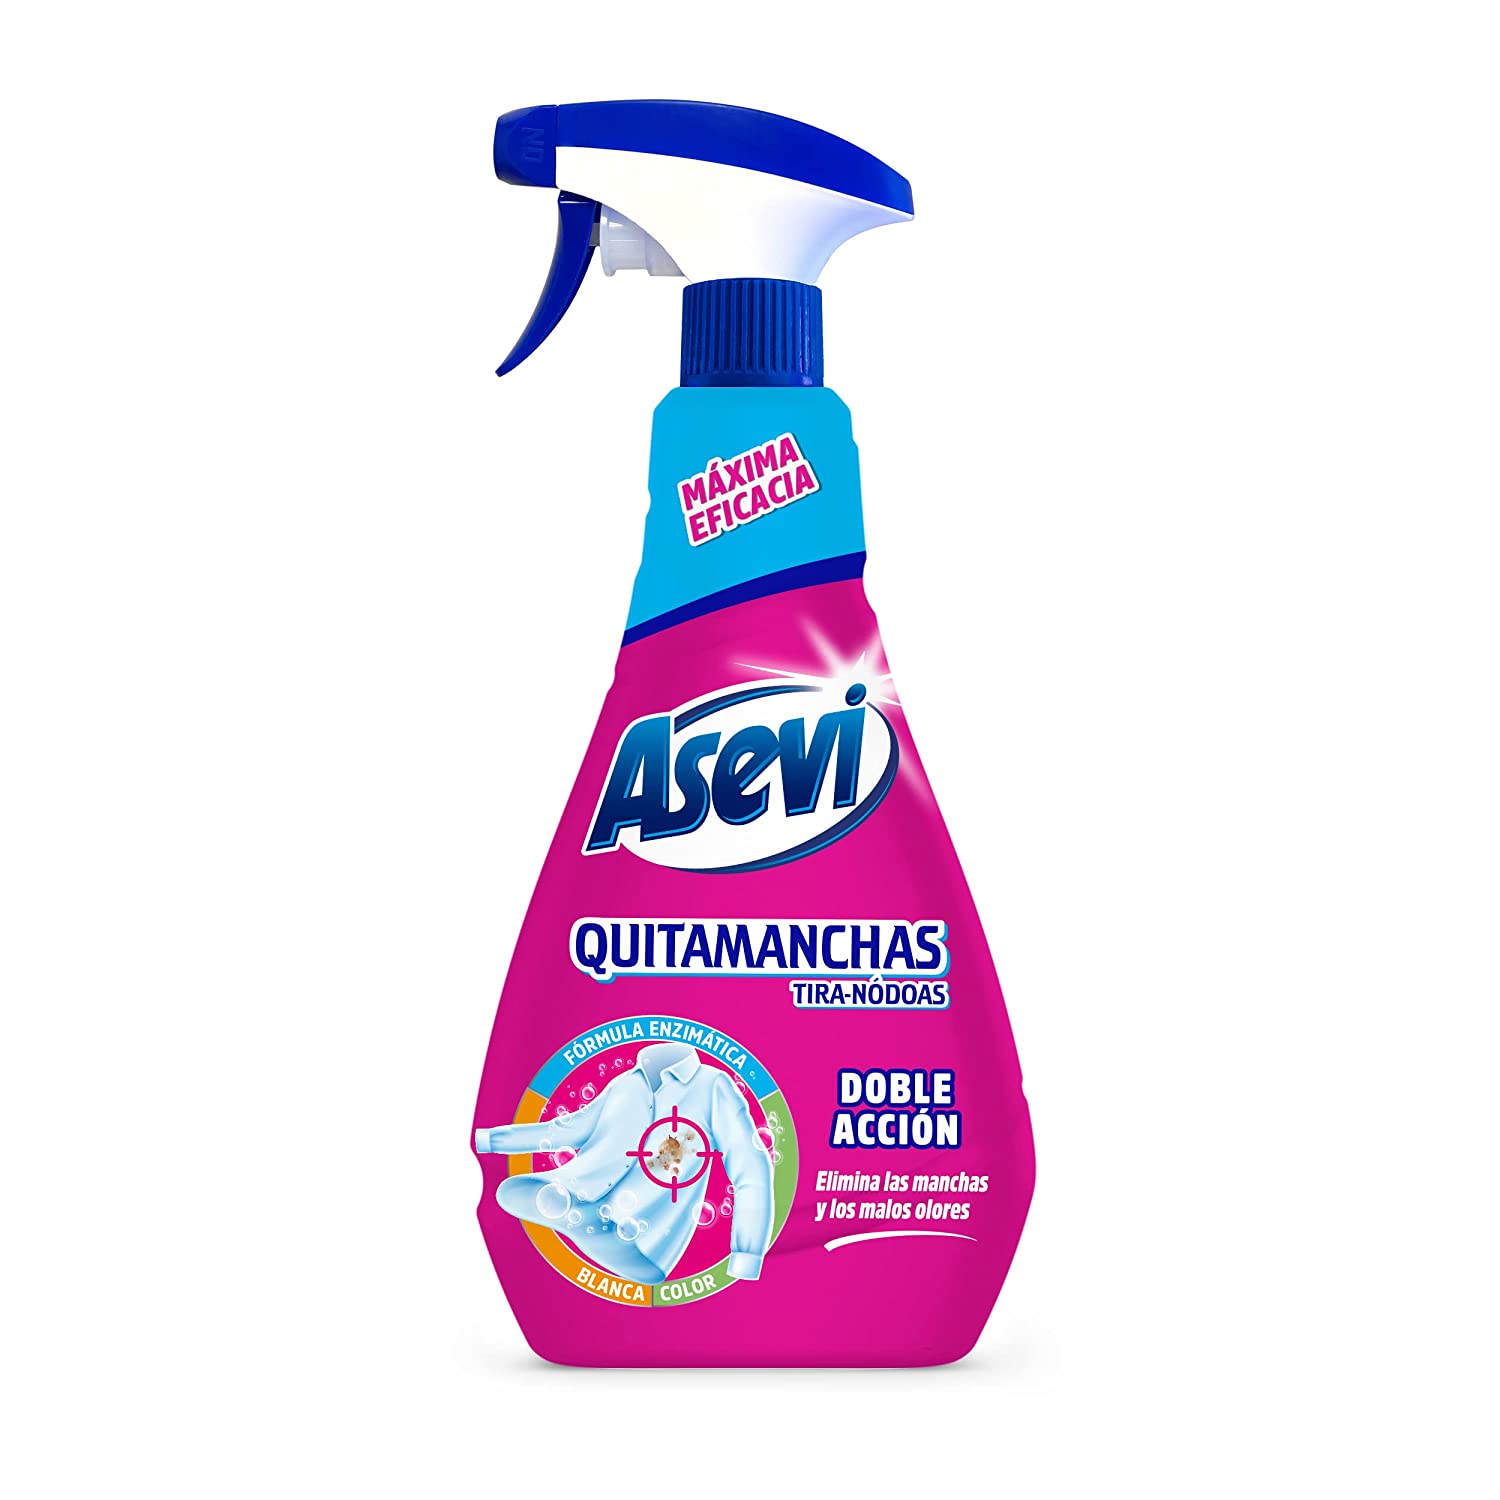 MÁXIMA
EFICACIA
Asevi
QUITAMANCHAS
TIRA-NÓDOAS
FÓRMULA ENZIMÁTICA
BLANCA COLOR
DOBLE
ACCIÓN
Elimina las manchas
y los malos olores